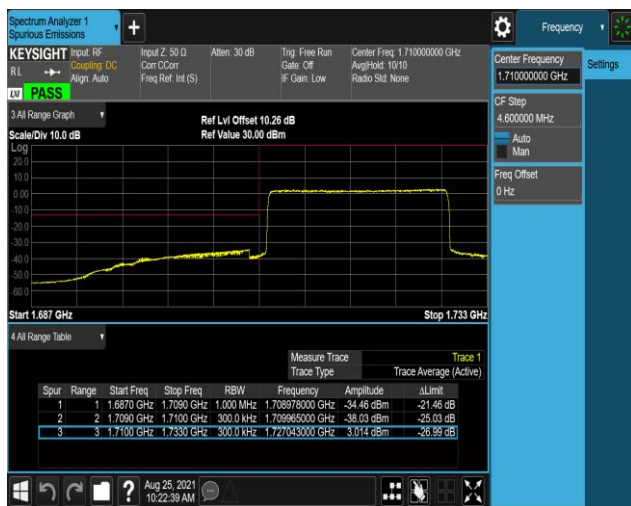 Spectrum Analyzer 1
Spurious Emissions
+
Frequency
KEYSIGHT
Input: RF
Coupling: DC
Align: Auto
Input Z: 50 Ω
Corr CCorr
Freq Ref: Int (S)
Atten: 30 dB
Trig: Free Run
Gate: Off
IF Gain: Low
Center Freq: 1.710000000 GHz
Avg|Hold: 10/10
Radio Std: None
RL
LXI
PASS
Center Frequency
1.710000000 GHz
Settings
CF Step
4.600000 MHz
Auto
Man
Freq Offset
0 Hz
3 All Range Graph
Scale/Div 10.0 dB
Ref Lvl Offset 10.26 dB
Ref Value 30.00 dBm
Log
20.0
10.0
0.00
-10.0
-20.0
-30.0
-40.0
-50.0
-60.0
Start 1.687 GHz
Stop 1.733 GHz
4 All Range Table
Measure Trace Trace 1
Trace Type Trace Average (Active)
Spur Range Start Freq Stop Freq RBW Frequency Amplitude ΔLimit
1 1 1.6870 GHz 1.7090 GHz 1.000 MHz 1.708978000 GHz -34.46 dBm -21.46 dB
2 2 1.7090 GHz 1.7100 GHz 300.0 kHz 1.709965000 GHz -38.03 dBm -25.03 dB
3 3 1.7100 GHz 1.7330 GHz 300.0 kHz 1.727043000 GHz 3.014 dBm -26.99 dB
?
Aug 25, 2021
10:22:39 AM